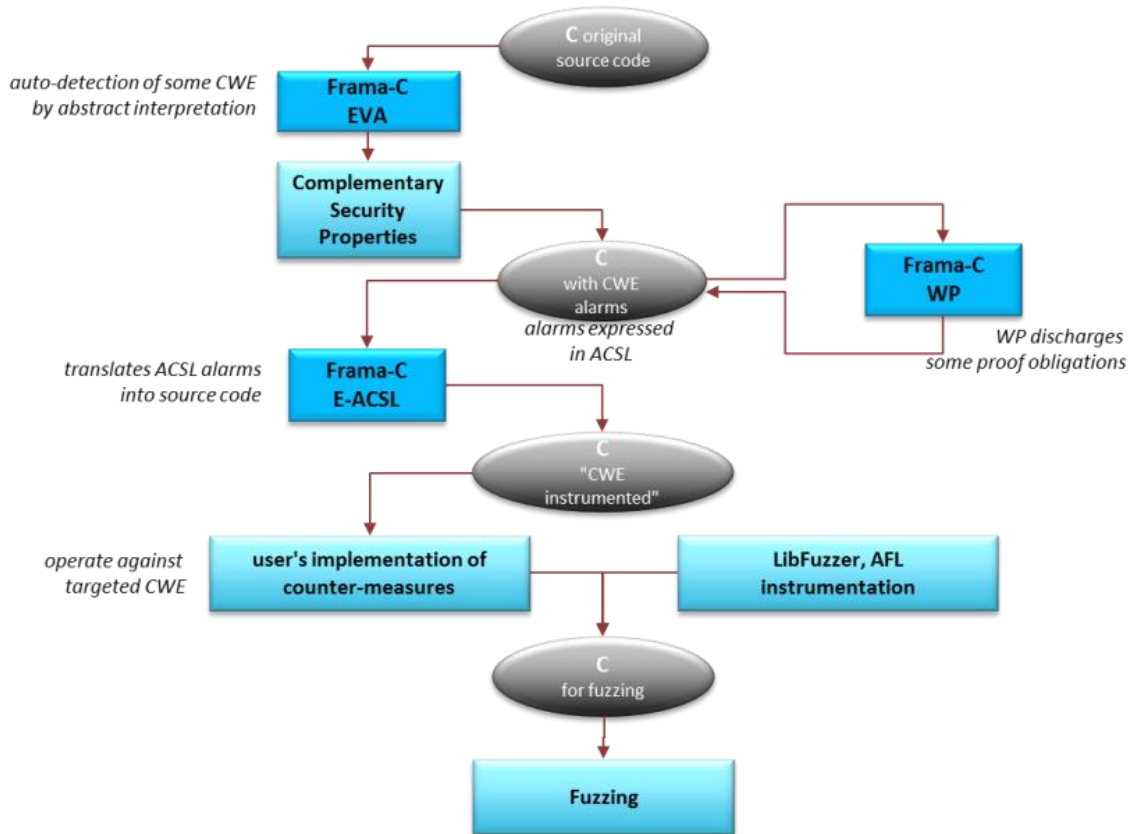 C original
source code
auto-detection of some CWE
by abstract interpretation
Frama-C
EVA
Complementary
Security
Properties
C
with CWE
alarms
alarms expressed
in ACSL
Frama-C
WP
WP discharges
some proof obligations
translates ACSL alarms
into source code
Frama-C
E-ACSL
C
"CWE
instrumented"
operate against
targeted CWE
user's implementation of
counter-measures
LibFuzzer, AFL
instrumentation
C
for fuzzing
Fuzzing